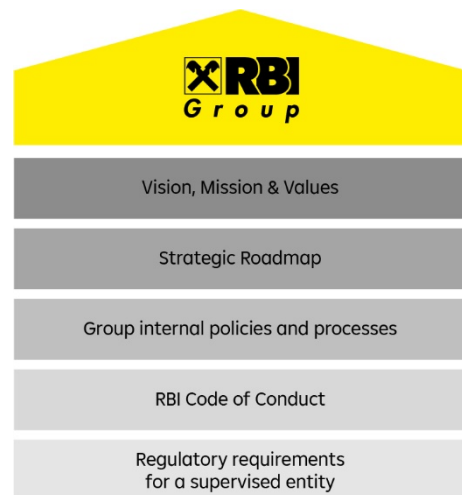 RBI
Group
Vision, Mission & Values
Strategic Roadmap
Group internal policies and processes
RBI Code of Conduct
Regulatory requirements
for a supervised entity